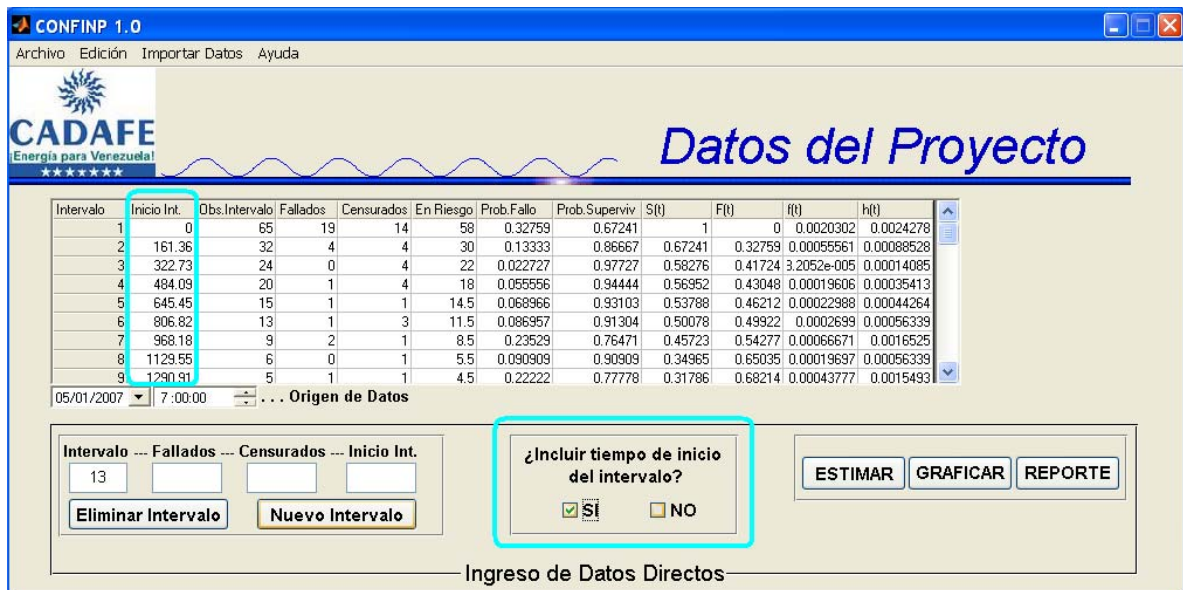 CONFINP 1.0
Archivo Edición Importar Datos Ayuda
CADAFE
¡Energía para Venezuela!
Datos del Proyecto
Intervalo Inicio Int. Obs.Intervalo Fallados Censurados En Riesgo Prob.Fallo Prob.Superviv S(t) F(t) f(t) h(t)
1 0 65 19 14 58 0.32759 0.67241 1 0 0.0020302 0.0024278
2 161.36 32 4 4 30 0.13333 0.86667 0.67241 0.32759 0.00055561 0.00088528
3 322.73 24 0 4 22 0.022727 0.97727 0.58276 0.41724 3.2052e-005 0.00014085
4 484.09 20 1 4 18 0.055556 0.94444 0.56952 0.43048 0.00019606 0.00035413
5 645.45 15 1 1 14.5 0.068966 0.93103 0.53788 0.46212 0.00022988 0.00044264
6 806.82 13 1 3 11.5 0.086957 0.91304 0.50078 0.49922 0.0002699 0.00056339
7 968.18 9 2 1 8.5 0.23529 0.76471 0.45723 0.54277 0.00066671 0.0016525
8 1129.55 6 0 1 5.5 0.090909 0.90909 0.34965 0.65035 0.00019697 0.00056339
9 1290.91 5 1 1 4.5 0.22222 0.77778 0.31786 0.68214 0.00043777 0.0015493
05/01/2007 7:00:00 . . . Origen de Datos
Intervalo --- Fallados --- Censurados --- Inicio Int.
13
Eliminar Intervalo Nuevo Intervalo
¿Incluir tiempo de inicio
del intervalo?
SI NO
ESTIMAR GRAFICAR REPORTE
Ingreso de Datos Directos